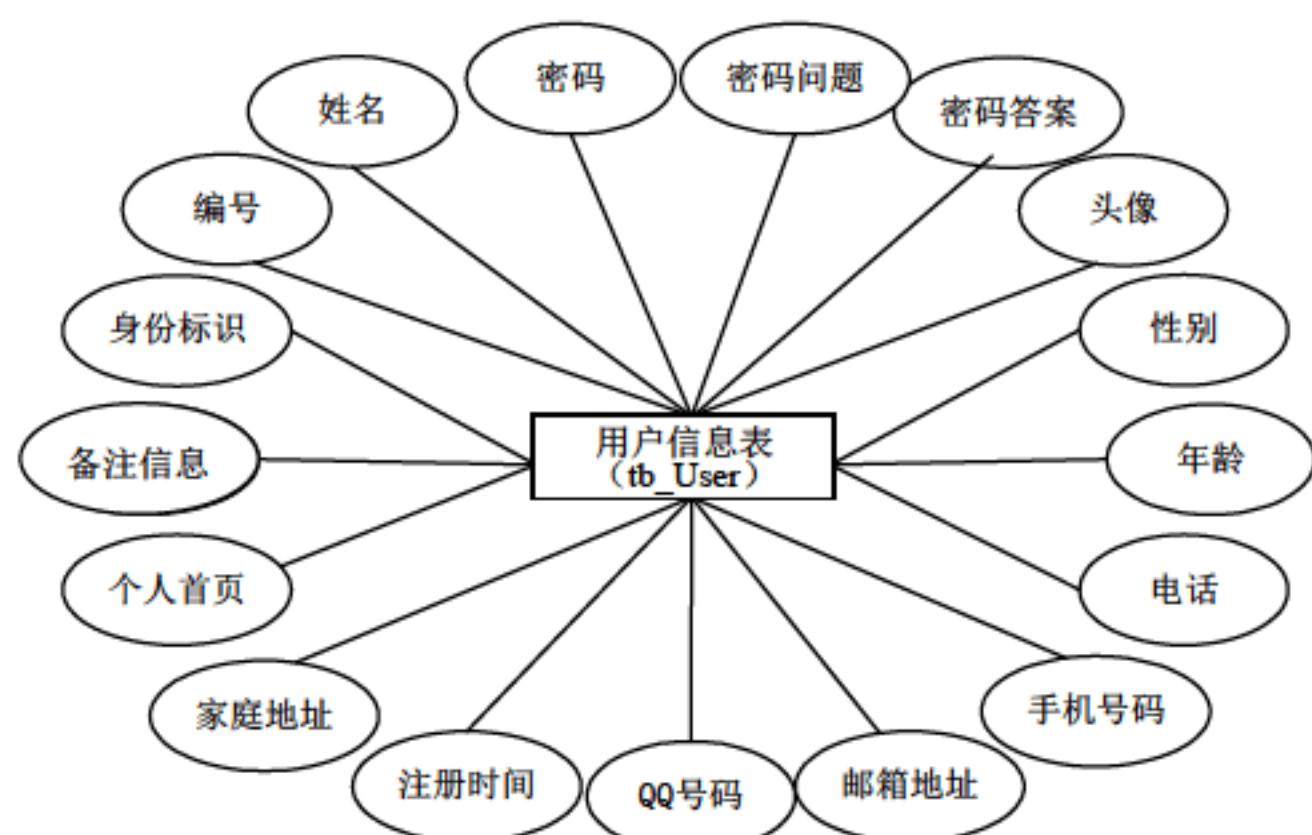 密码
密码问题
姓名
密码答案
编号
头像
身份标识
性别
用户信息表
（tb_User）
备注信息
年龄
个人首页
电话
家庭地址
手机号码
注册时间
QQ号码
邮箱地址